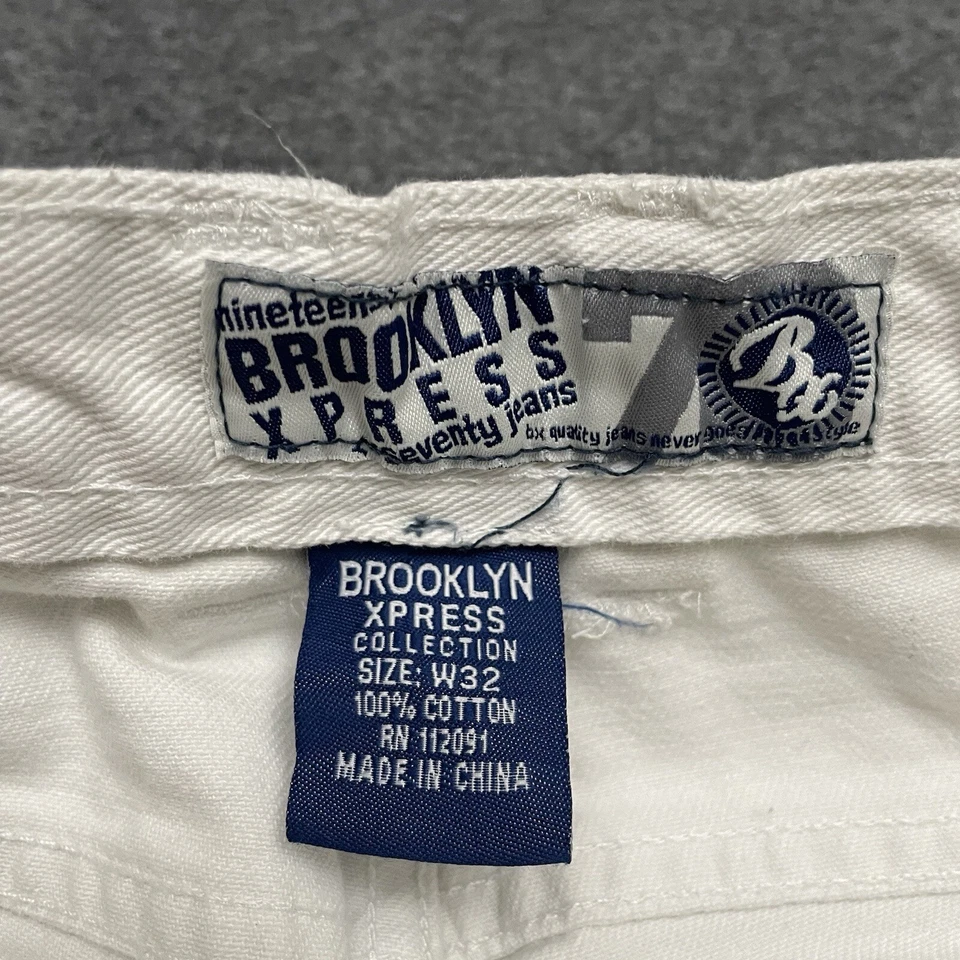 nineteen
BROOKLYN
XPRESS
seventy jeans
7
Bx
bx quality jeans never
BROOKLYN
XPRESS
COLLECTION
SIZE: W32
100% COTTON
RN 112091
MADE IN CHINA